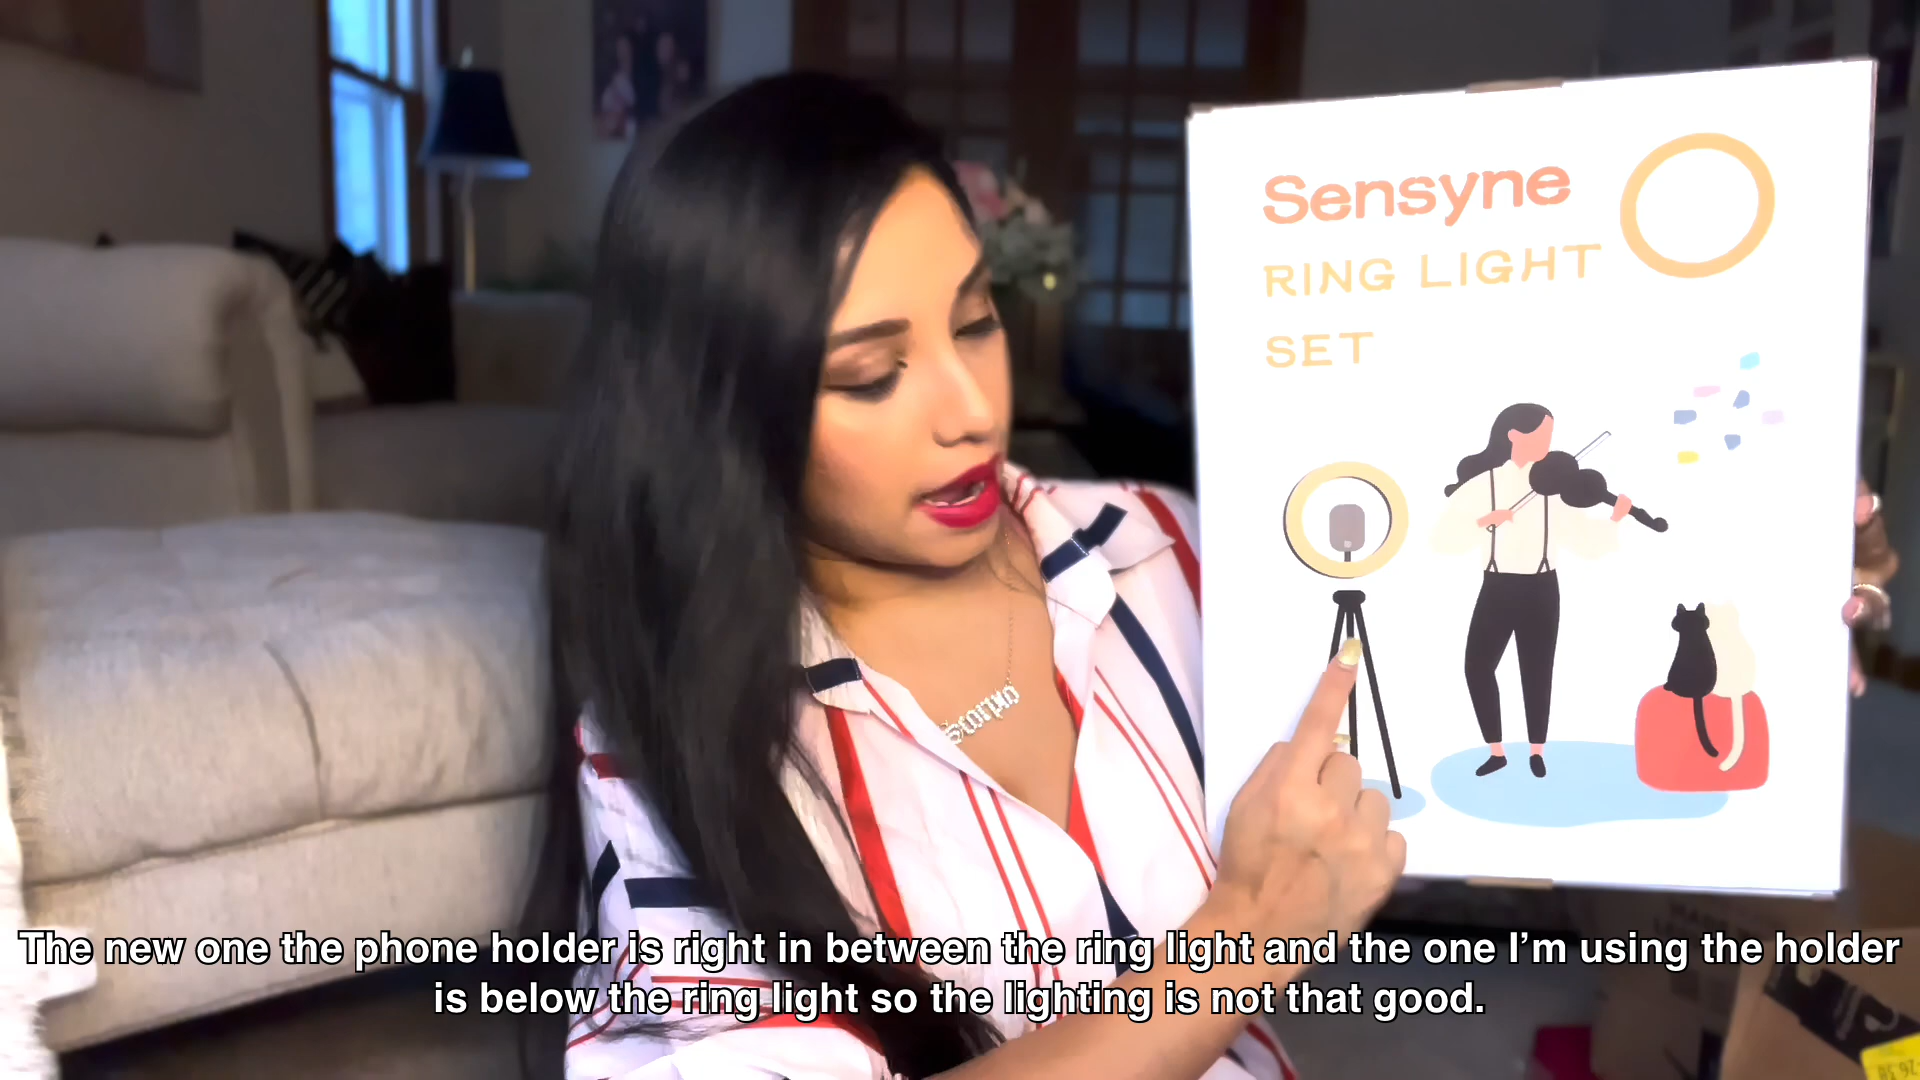 Sensyne
RING LIGHT
SET
Scorpio
The new one the phone holder is right in between the ring light and the one I’m using the holder
is below the ring light so the lighting is not that good.